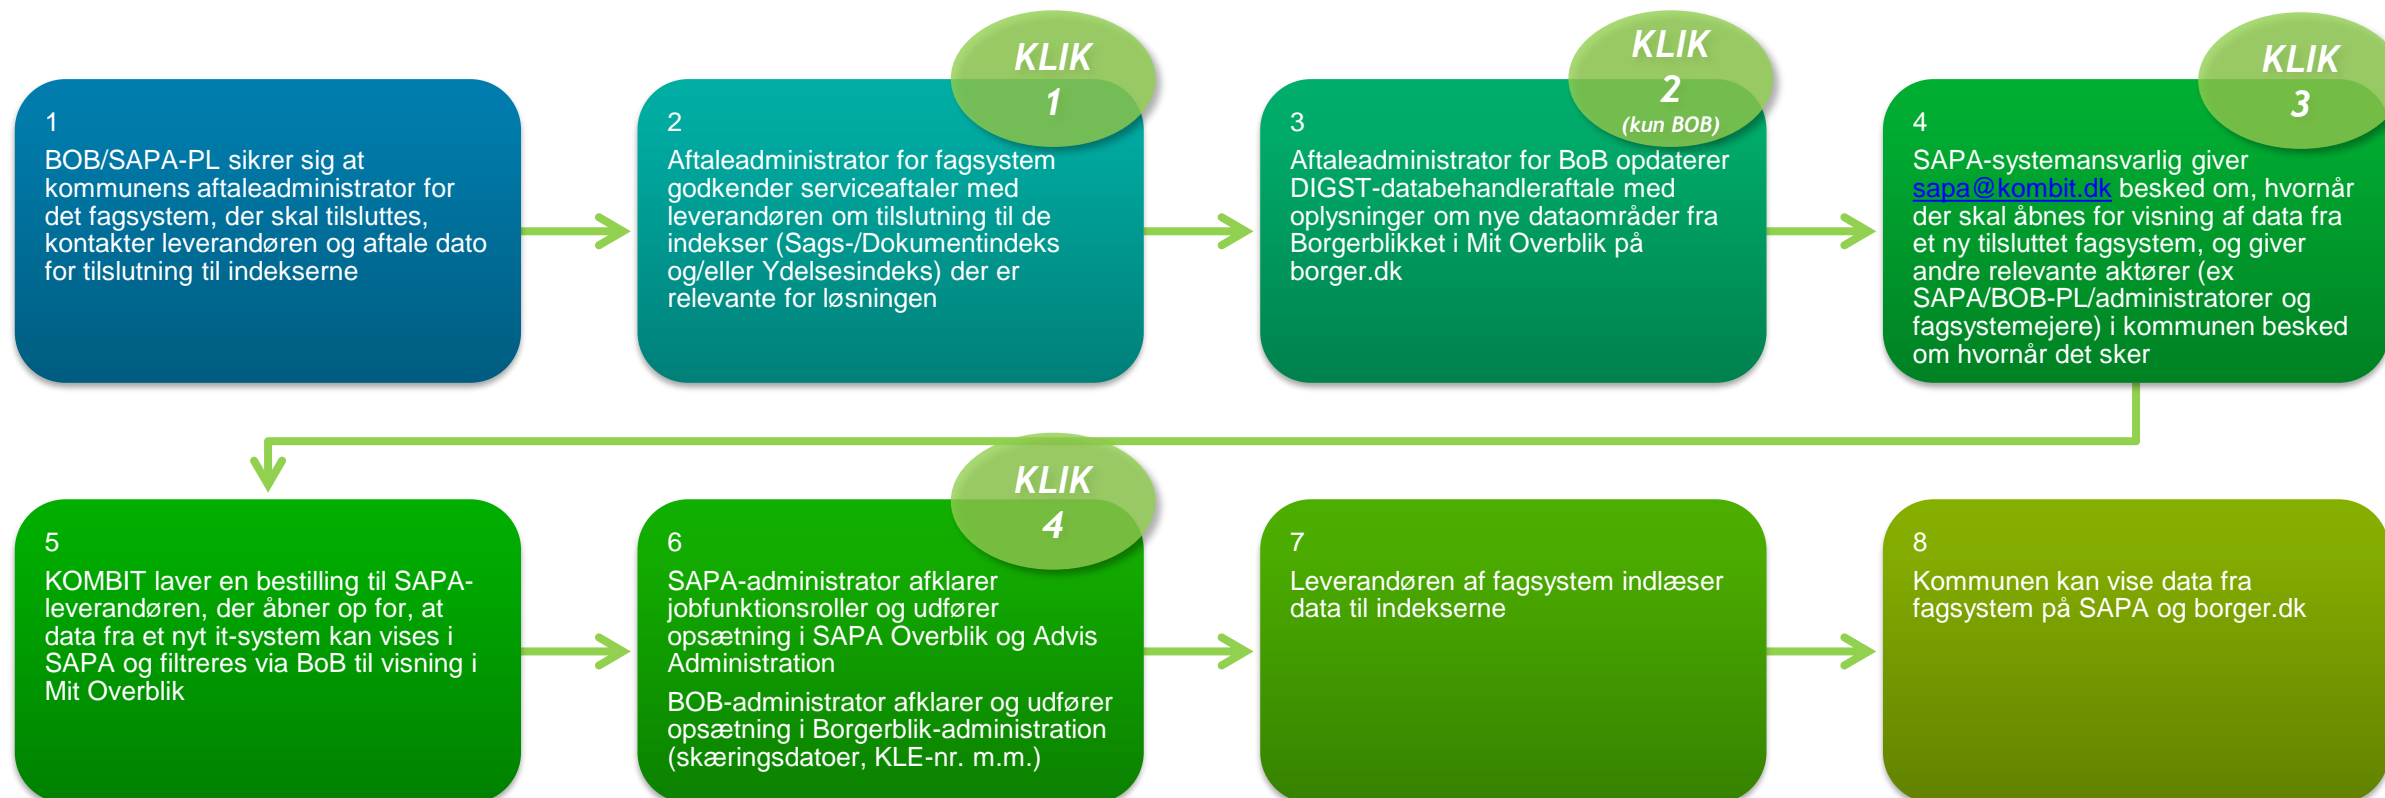 KLIK
1
KLIK
2
(kun BOB)
KLIK
3
1
BOB/SAPA-PL sikrer sig at
kommunens aftaleadministrator for
det fagsystem, der skal tilsluttes,
kontakter leverandøren og aftale dato
for tilslutning til indekserne
2
Aftaleadministrator for fagsystem
godkender serviceaftaler med
leverandøren om tilslutning til de
indekser (Sags-/Dokumentindeks
og/eller Ydelsesindeks) der er
relevante for løsningen
3
Aftaleadministrator for BoB opdaterer
DIGST-databehandleraftale med
oplysninger om nye dataområder fra
Borgerblikket i Mit Overblik på
borger.dk
4
SAPA-systemansvarlig giver
sapa@kombit.dk besked om, hvornår
der skal åbnes for visning af data fra
et ny tilsluttet fagsystem, og giver
andre relevante aktører (ex
SAPA/BOB-PL/administratorer og
fagsystemejere) i kommunen besked
om hvornår det sker
KLIK
4
5
KOMBIT laver en bestilling til SAPA-
leverandøren, der åbner op for, at
data fra et nyt it-system kan vises i
SAPA og filtreres via BoB til visning i
Mit Overblik
6
SAPA-administrator afklarer
jobfunktionsroller og udfører
opsætning i SAPA Overblik og Advis
Administration
BOB-administrator afklarer og udfører
opsætning i Borgerblik-administration
(skæringsdatoer, KLE-nr. m.m.)
7
Leverandøren af fagsystem indlæser
data til indekserne
8
Kommunen kan vise data fra
fagsystem på SAPA og borger.dk